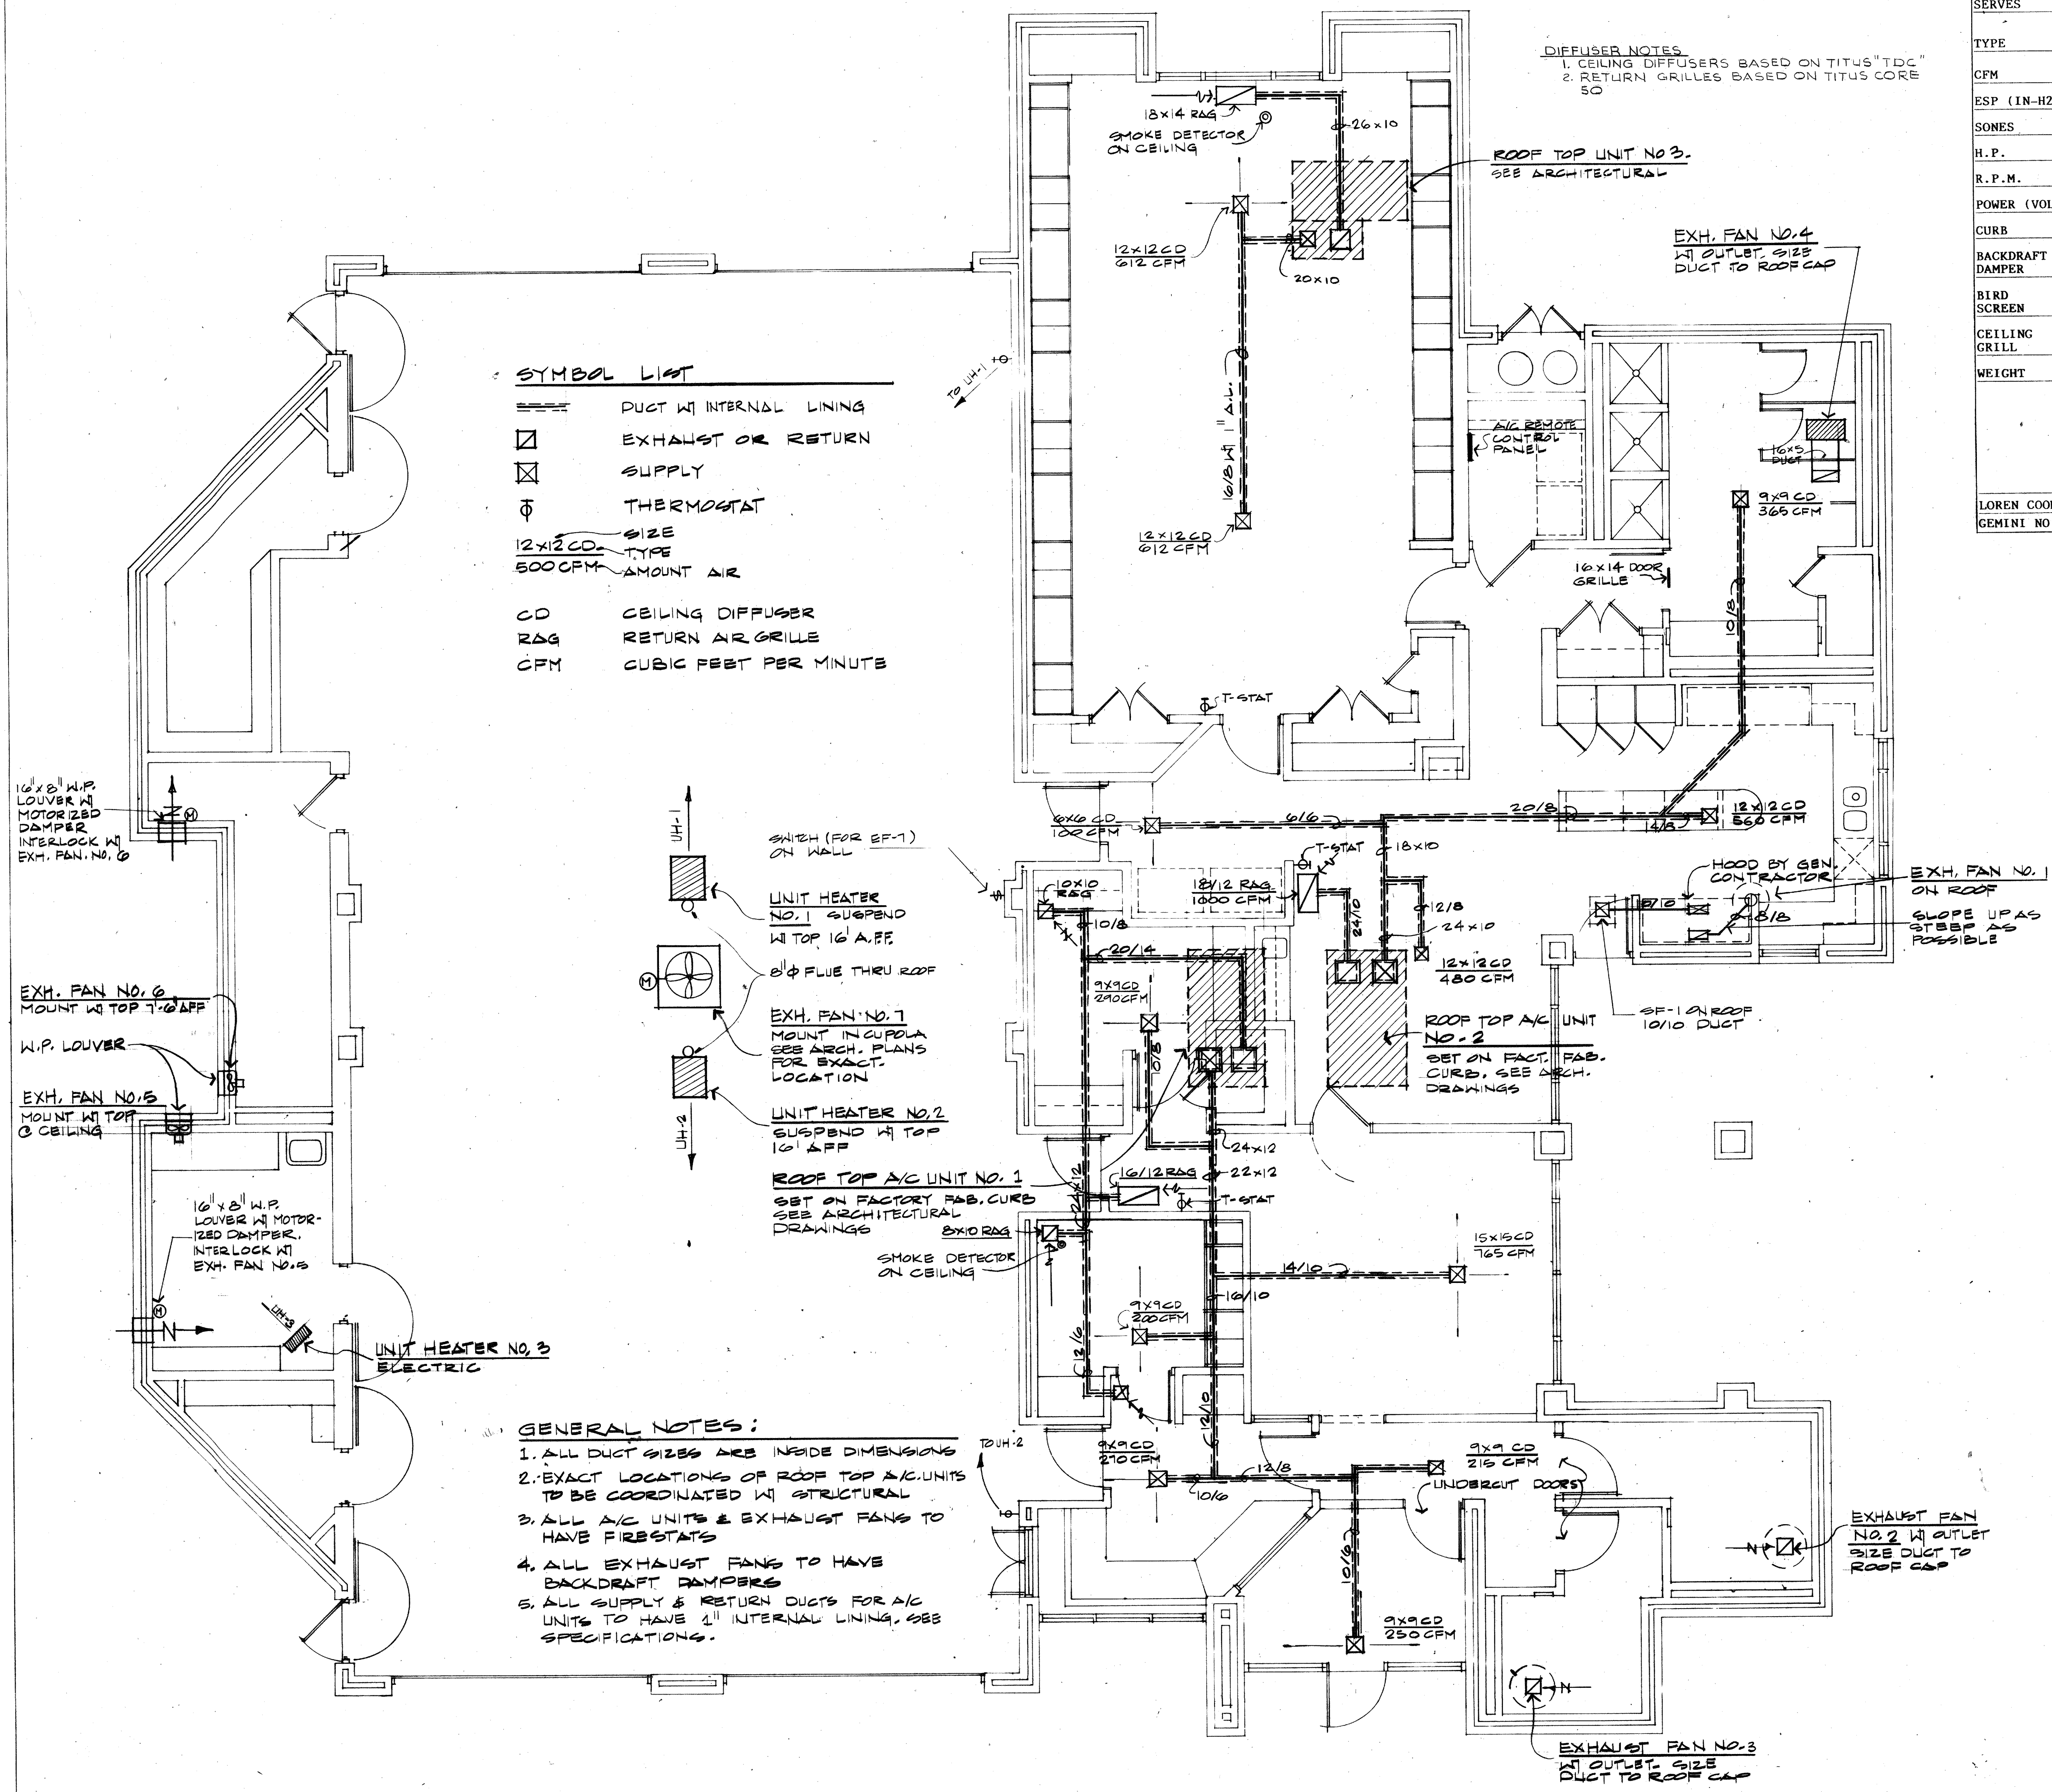 DIFFUSER NOTES
1. CEILING DIFFUSERS BASED ON TITUS "TDC"
2. RETURN GRILLES BASED ON TITUS CORE
50
SERVES
TYPE
CFM
ESP (IN-H2
SONES
H.P.
R.P.M.
POWER (VOL
CURB
BACKDRAFT
DAMPER
BIRD
SCREEN
CEILING
GRILL
WEIGHT
LOREN COO
GEMINI NO
18x14 RAG
SMOKE DETECTOR
ON CEILING
26x10
ROOF TOP UNIT NO 3.
SEE ARCHITECTURAL
12x12 CD
612 CFM
20x10
EXH. FAN NO. 4
W/ OUTLET SIZE
DUCT TO ROOF CAP
TO UH-1
16/8 W/ 1" A.L.
A/C REMOTE
CONTROL
PANEL
16x5
DUCT
9x9 CD
365 CFM
12x12 CD
612 CFM
16x14 DOOR
GRILLE
10/8
T-STAT
SYMBOL LIST
DUCT W/ INTERNAL LINING
EXHAUST OR RETURN
SUPPLY
THERMOSTAT
SIZE
12x12 CD TYPE
500 CFM AMOUNT AIR
CD CEILING DIFFUSER
RAG RETURN AIR GRILLE
CFM CUBIC FEET PER MINUTE
16"x8" W.P.
LOUVER W/
MOTORIZED
DAMPER
INTERLOCK W/
EXH. FAN. NO. 6
M
UH-1
SWITCH (FOR EF-7)
ON WALL
UNIT HEATER
NO. 1 SUSPEND
W/ TOP 16' A.F.F.
8"Φ FLUE THRU ROOF
M
EXH. FAN NO. 7
MOUNT IN CUPOLA
SEE ARCH. PLANS
FOR EXACT
LOCATION
UNIT HEATER NO. 2
SUSPEND W/ TOP
16' AFF
UH-2
EXH. FAN NO. 6
MOUNT W/ TOP 7'-6" AFF
W.P. LOUVER
EXH. FAN NO. 5
MOUNT W/ TOP
@ CEILING
16"x8" W.P.
LOUVER W/ MOTOR-
IZED DAMPER.
INTERLOCK W/
EXH. FAN NO. 5
M
UH-3
UNIT HEATER NO. 3
ELECTRIC
6x6 CD
100 CFM
6/6
20/8
14/8
12x12 CD
560 CFM
T-STAT
18x10
10x10
RAG
10/8
18/12 RAG
1000 CFM
24/10
12/8
24x10
20/14
HOOD BY GEN.
CONTRACTOR
EXH. FAN NO. 1
ON ROOF
8/8
SLOPE UP AS
STEEP AS
POSSIBLE
12x12 CD
480 CFM
9x9 CD
290 CFM
10/8
ROOF TOP A/C UNIT
NO. 2
SET ON FACT. FAB.
CURB. SEE ARCH.
DRAWINGS
SF-1 ON ROOF
10/10 DUCT
24x12
22x12
ROOF TOP A/C UNIT NO. 1
SET ON FACTORY FAB. CURB
SEE ARCHITECTURAL
DRAWINGS
16/12 RAG
T-STAT
24x12
8x10 RAG
SMOKE DETECTOR
ON CEILING
15x15 CD
765 CFM
14/10
16/10
9x9 CD
200 CFM
12/6
12/10
GENERAL NOTES:
1. ALL DUCT SIZES ARE INSIDE DIMENSIONS
2. EXACT LOCATIONS OF ROOF TOP A/C. UNITS
TO BE COORDINATED W/ STRUCTURAL
3. ALL A/C UNITS & EXHAUST FANS TO
HAVE FIRESTATS
4. ALL EXHAUST FANS TO HAVE
BACKDRAFT DAMPERS
5. ALL SUPPLY & RETURN DUCTS FOR A/C
UNITS TO HAVE 1" INTERNAL LINING. SEE
SPECIFICATIONS.
TO UH-2
9x9 CD
270 CFM
10/6
12/8
9x9 CD
215 CFM
UNDERCUT DOORS
10/6
9x9 CD
250 CFM
EXHAUST FAN
NO. 2 W/ OUTLET
SIZE DUCT TO
ROOF CAP
N
N
EXHAUST FAN NO. 3
W/ OUTLET SIZE
DUCT TO ROOF CAP